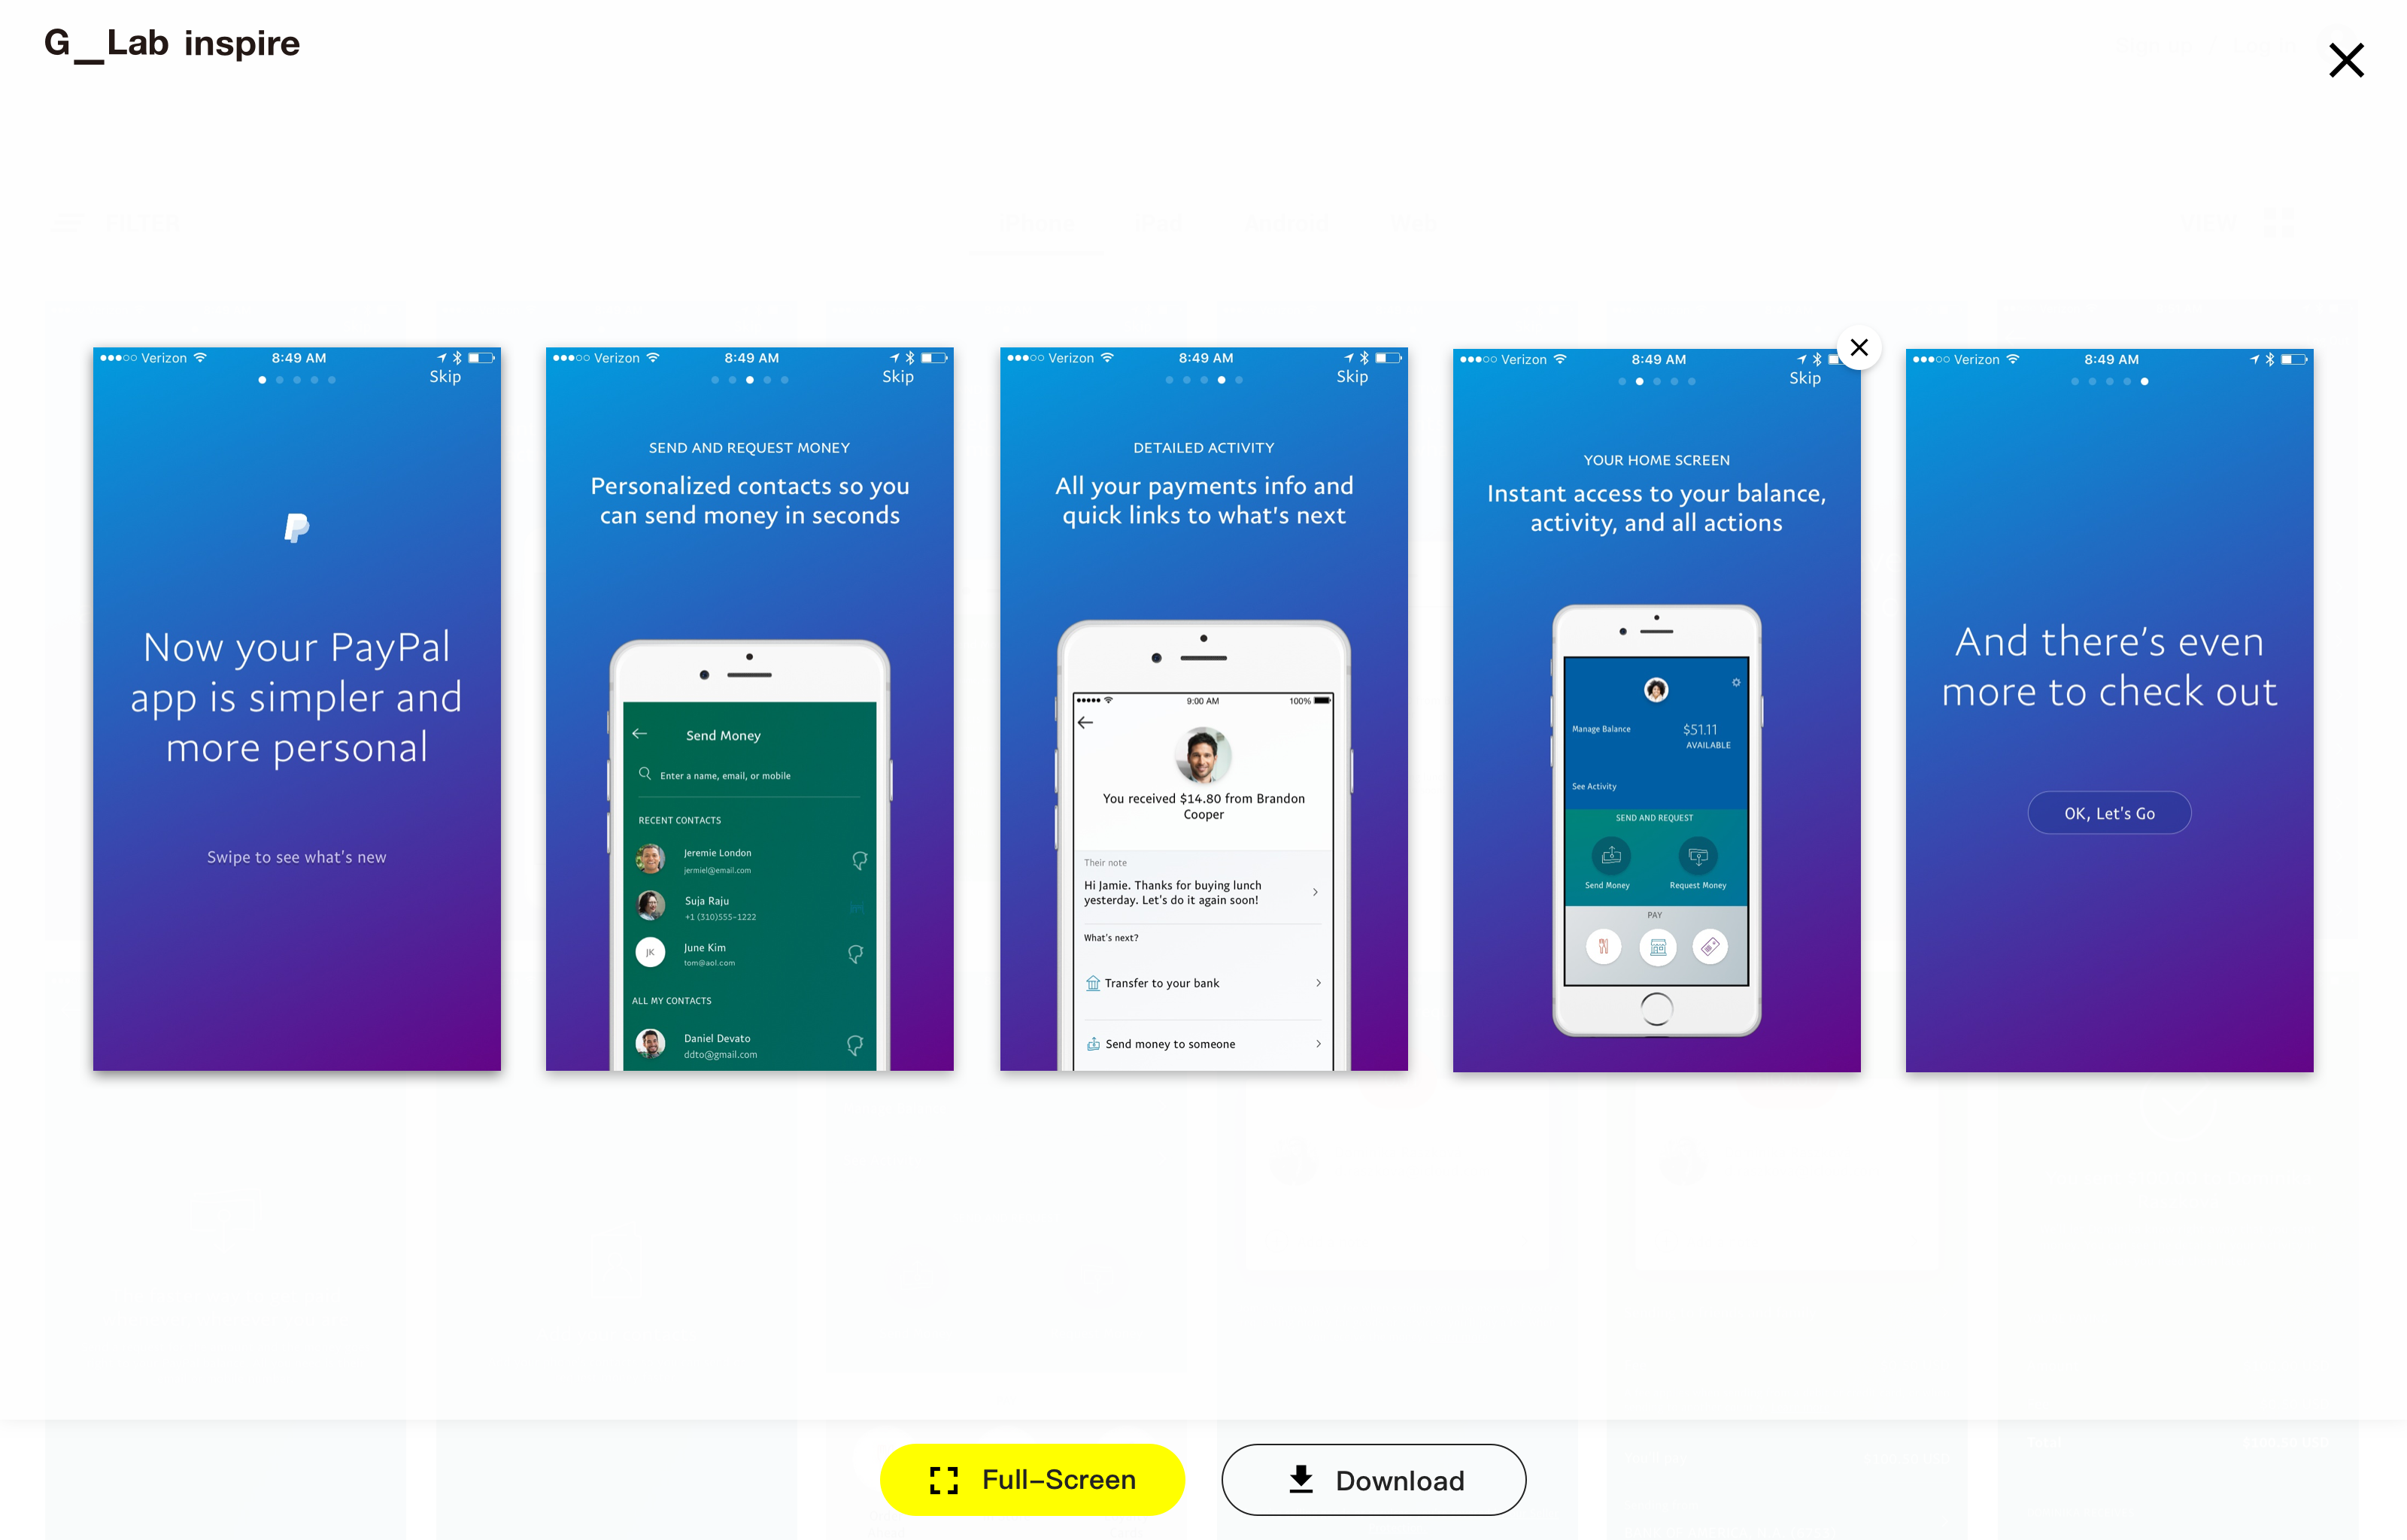 G_Lab inspire
Verizon
8:49 AM
Skip
Now your PayPal
app is simpler and
more personal
Swipe to see what's new
Verizon
8:49 AM
Skip
SEND AND REQUEST MONEY
Personalized contacts so you
can send money in seconds
Send Money
Enter a name, email, or mobile
RECENT CONTACTS
Jeremie London
jermiel@email.com
Suja Raju
+1 (310)555-1222
JK
June Kim
tom@aol.com
ALL MY CONTACTS
Daniel Devato
ddto@gmail.com
Verizon
8:49 AM
Skip
DETAILED ACTIVITY
All your payments info and
quick links to what's next
9:00 AM
100%
You received $14.80 from Brandon
Cooper
Their note
Hi Jamie. Thanks for buying lunch
yesterday. Let's do it again soon!
What's next?
Transfer to your bank
Send money to someone
Verizon
8:49 AM
Skip
YOUR HOME SCREEN
Instant access to your balance,
activity, and all actions
Manage Balance
$51.11
AVAILABLE
See Activity
SEND AND REQUEST
Send Money
Request Money
PAY
Verizon
8:49 AM
And there's even
more to check out
OK, Let's Go
Full-Screen
Download